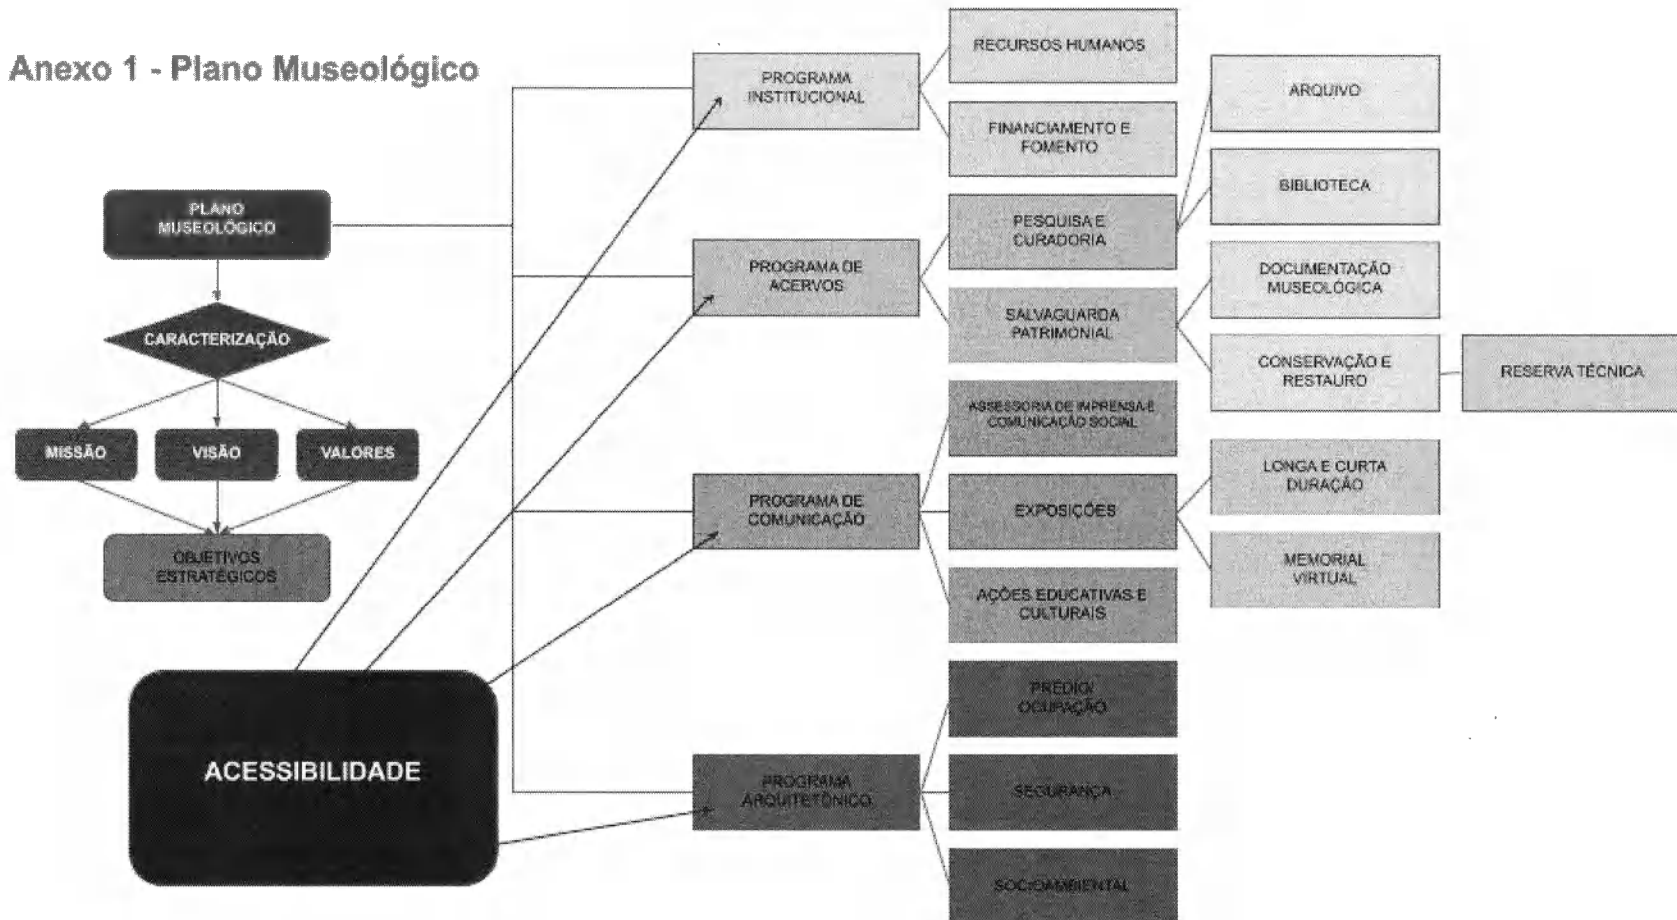 Anexo 1 - Plano Museológico
PLANO
MUSEOLÓGICO
CARACTERIZAÇÃO
MISSÃO
VISÃO
VALORES
OBJETIVOS
ESTRATÉGICOS
ACESSIBILIDADE
PROGRAMA
INSTITUCIONAL
RECURSOS HUMANOS
FINANCIAMENTO E
FOMENTO
PROGRAMA DE
ACERVOS
PESQUISA E
CURADORIA
ARQUIVO
BIBLIOTECA
SALVAGUARDA
PATRIMONIAL
DOCUMENTAÇÃO
MUSEOLÓGICA
CONSERVAÇÃO E
RESTAURO
RESERVA TÉCNICA
PROGRAMA DE
COMUNICAÇÃO
ASSESSORIA DE IMPRENSA E
COMUNICAÇÃO SOCIAL
EXPOSIÇÕES
LONGA E CURTA
DURAÇÃO
MEMORIAL
VIRTUAL
AÇÕES EDUCATIVAS E
CULTURAIS
PROGRAMA
ARQUITETÔNICO
PRÉDIO/
OCUPAÇÃO
SEGURANÇA
SOCIOAMBIENTAL